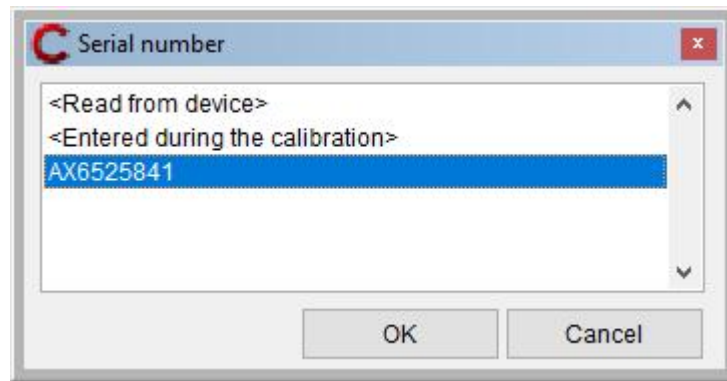 Serial number
x
<Read from device>
<Entered during the calibration>
AX6525841
OK
Cancel